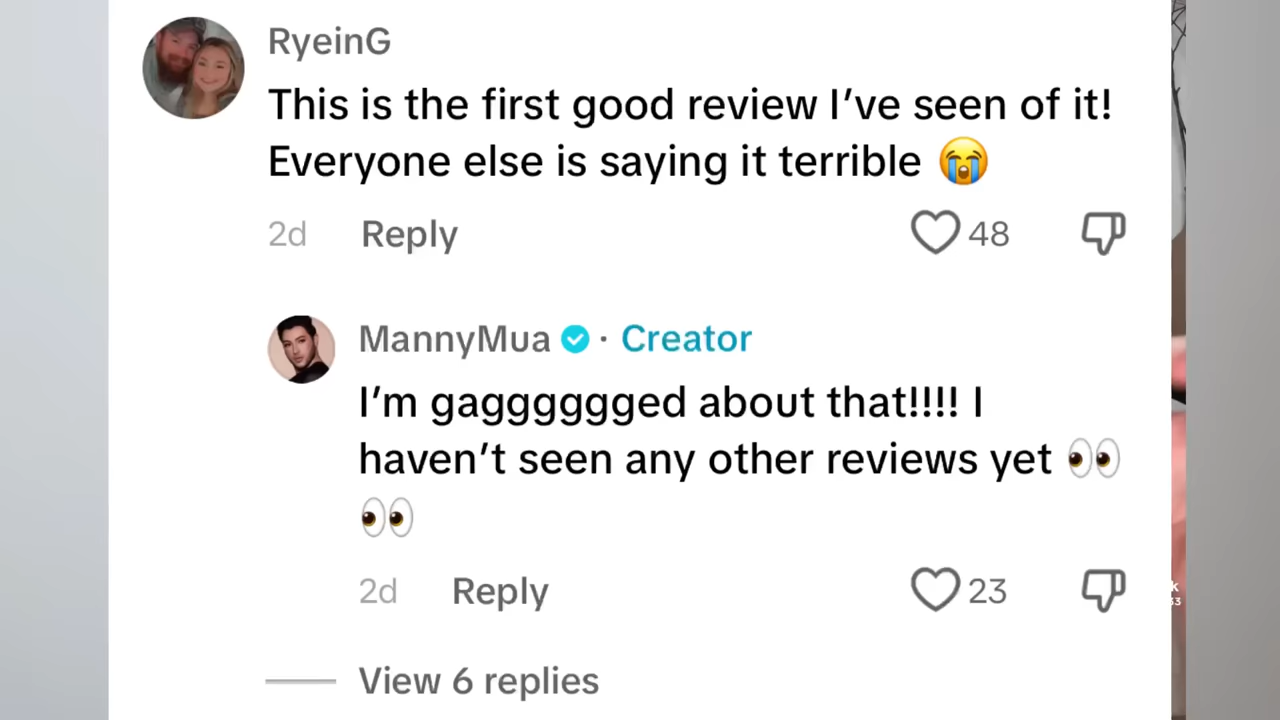 RyeinG
This is the first good review I’ve seen of it!
Everyone else is saying it terrible 😭
2d Reply 48
MannyMua · Creator
I’m gagggggged about that!!!! I
haven’t seen any other reviews yet 👀
👀
2d Reply 23
View 6 replies